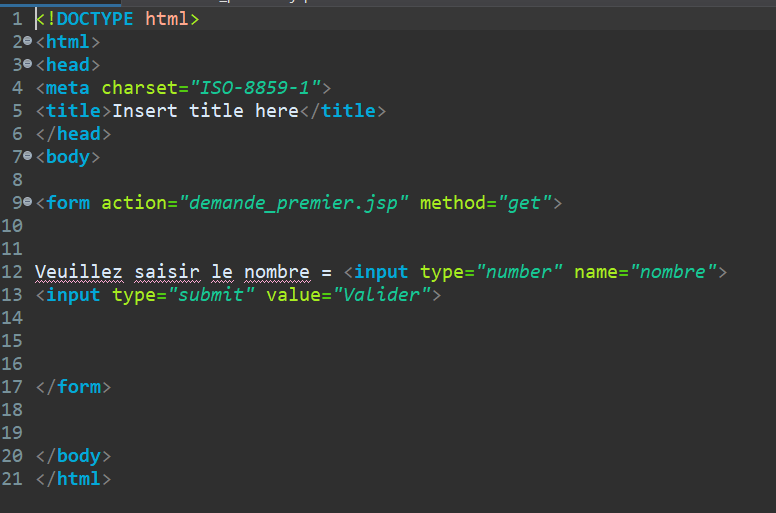 1 <!DOCTYPE html>
2 <html>
3 <head>
4 <meta charset="ISO-8859-1">
5 <title>Insert title here</title>
6 </head>
7 <body>
8
9 <form action="demande_premier.jsp" method="get">
10
11
12 Veuillez saisir le nombre = <input type="number" name="nombre">
13 <input type="submit" value="Valider">
14
15
16
17 </form>
18
19
20 </body>
21 </html>